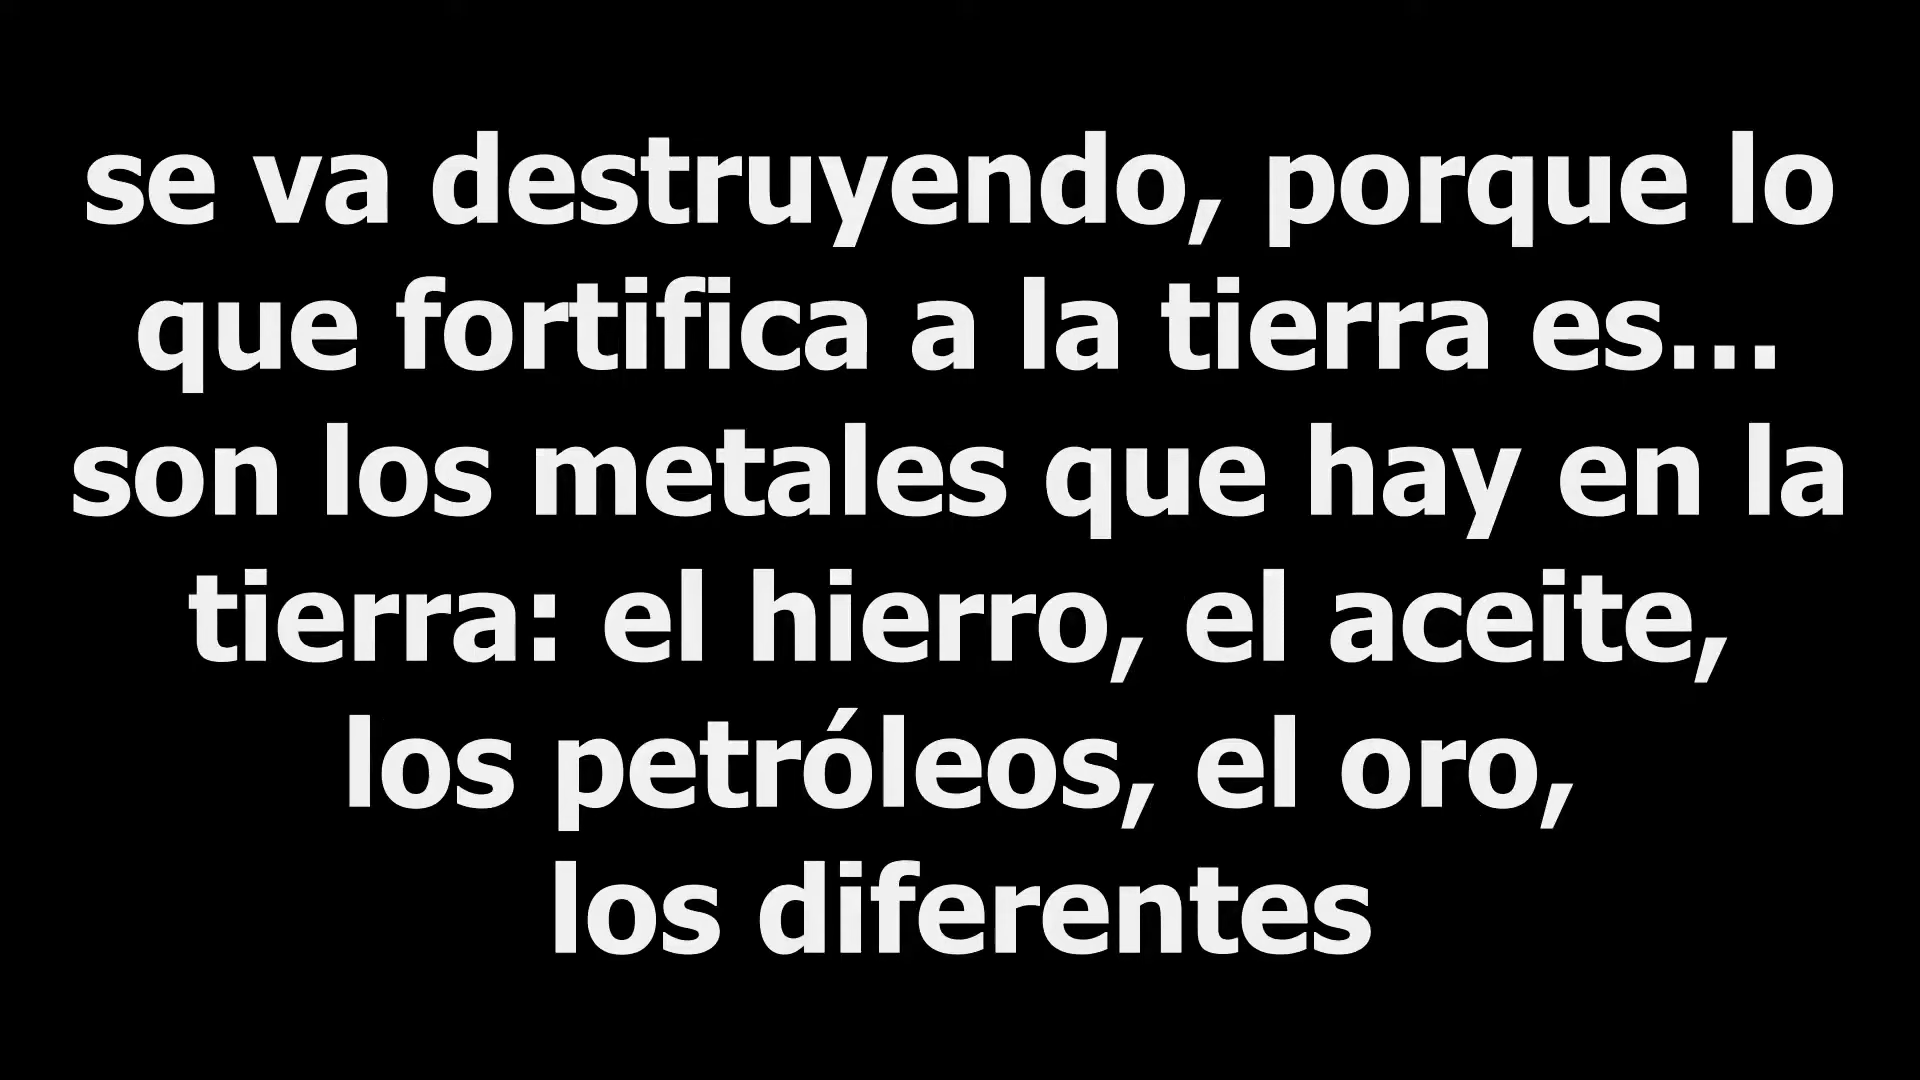 se va destruyendo, porque lo
que fortifica a la tierra es...
son los metales que hay en la
tierra: el hierro, el aceite,
los petróleos, el oro,
los diferentes